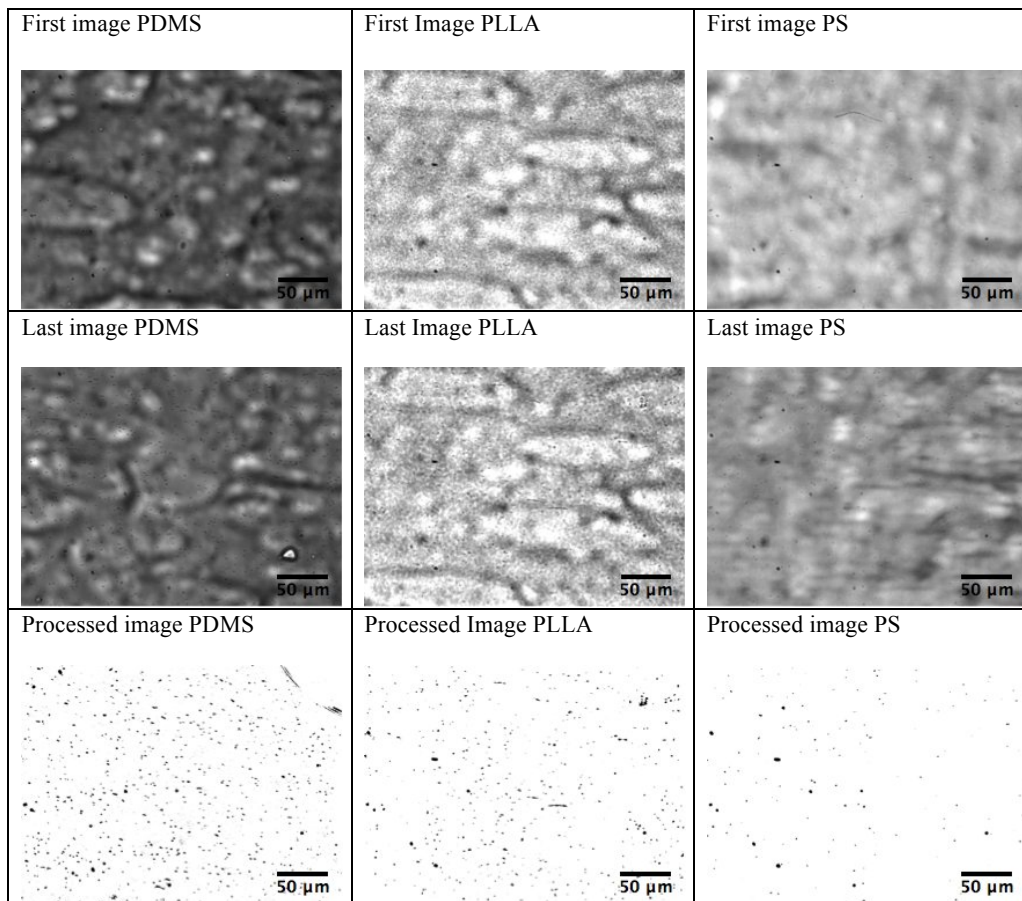 First image PDMS
First Image PLLA
First image PS
50 µm
50 µm
50 µm
Last image PDMS
Last Image PLLA
Last image PS
50 µm
50 µm
50 µm
Processed image PDMS
Processed Image PLLA
Processed image PS
50 µm
50 µm
50 µm